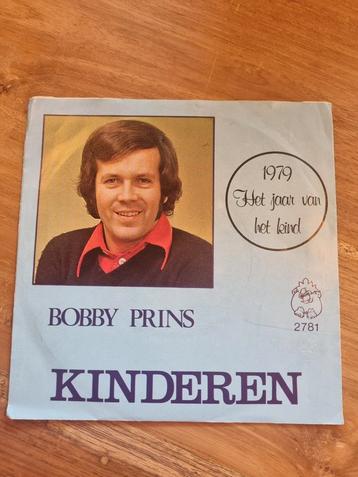 1979
Het jaar van
het kind
BOBBY PRINS
2781
KINDEREN